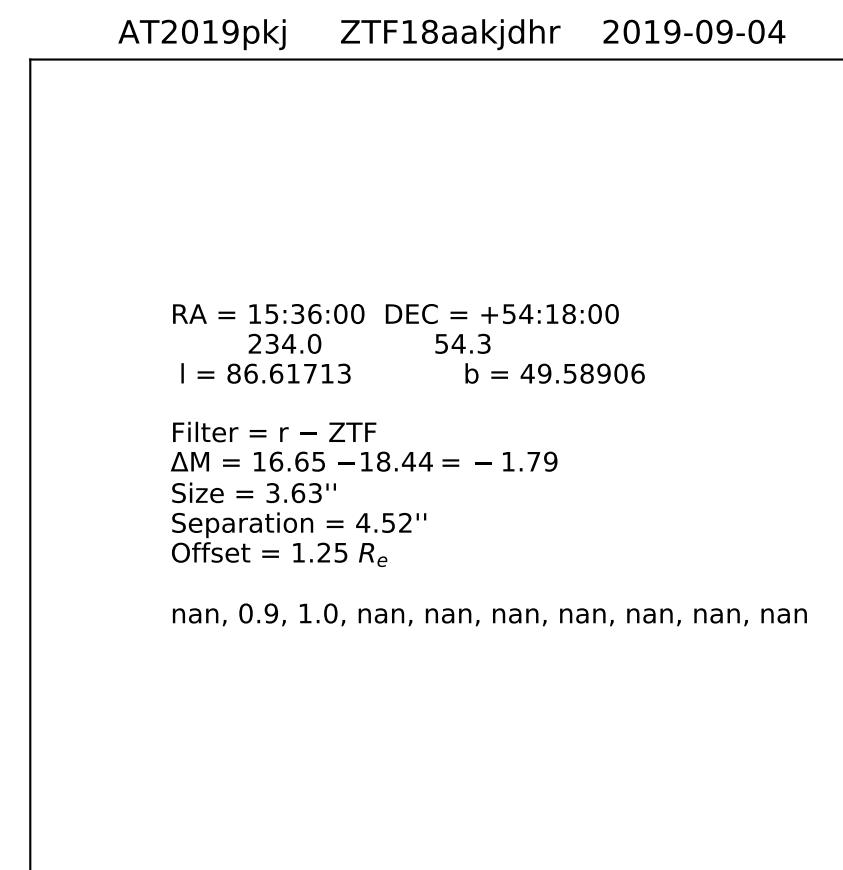 AT2019pkj ZTF18aakjdhr 2019-09-04
RA = 15:36:00 DEC = +54:18:00
234.0 54.3
l = 86.61713 b = 49.58906
Filter = r − ZTF
ΔM = 16.65 −18.44 = − 1.79
Size = 3.63''
Separation = 4.52''
Offset = 1.25 Re
nan, 0.9, 1.0, nan, nan, nan, nan, nan, nan, nan